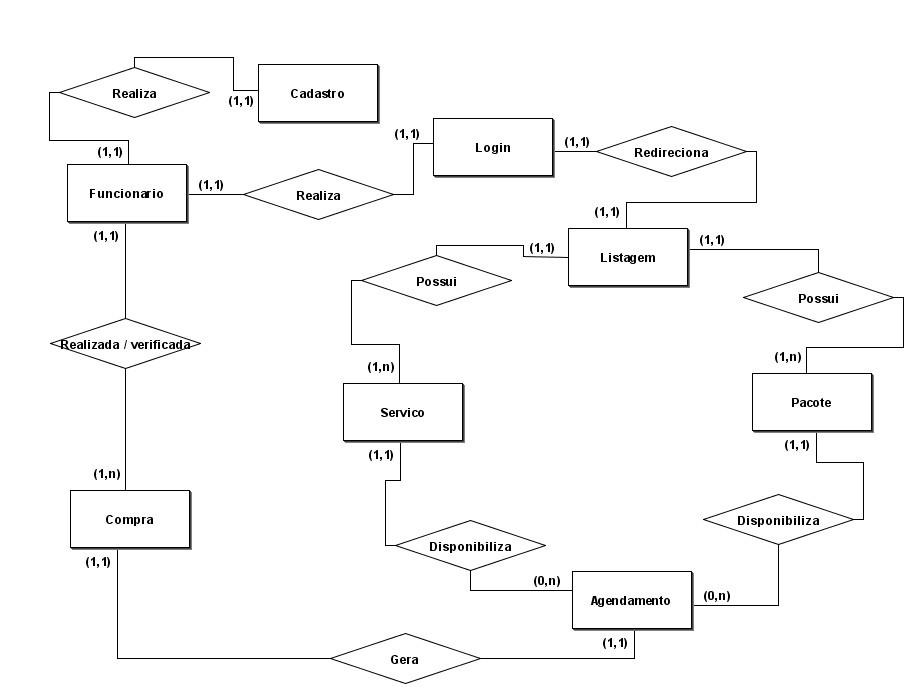 Realiza
Cadastro
(1,1)
(1,1)
Login
(1,1)
(1,1)
Redireciona
(1,1)
Funcionario
(1,1)
Realiza
(1,1)
(1,1)
(1,1)
Listagem
(1,1)
Possui
Possui
Realizada / verificada
(1,n)
(1,n)
Servico
Pacote
(1,1)
(1,1)
(1,n)
Compra
Disponibiliza
Disponibiliza
(1,1)
(0,n)
Agendamento
(0,n)
(1,1)
Gera